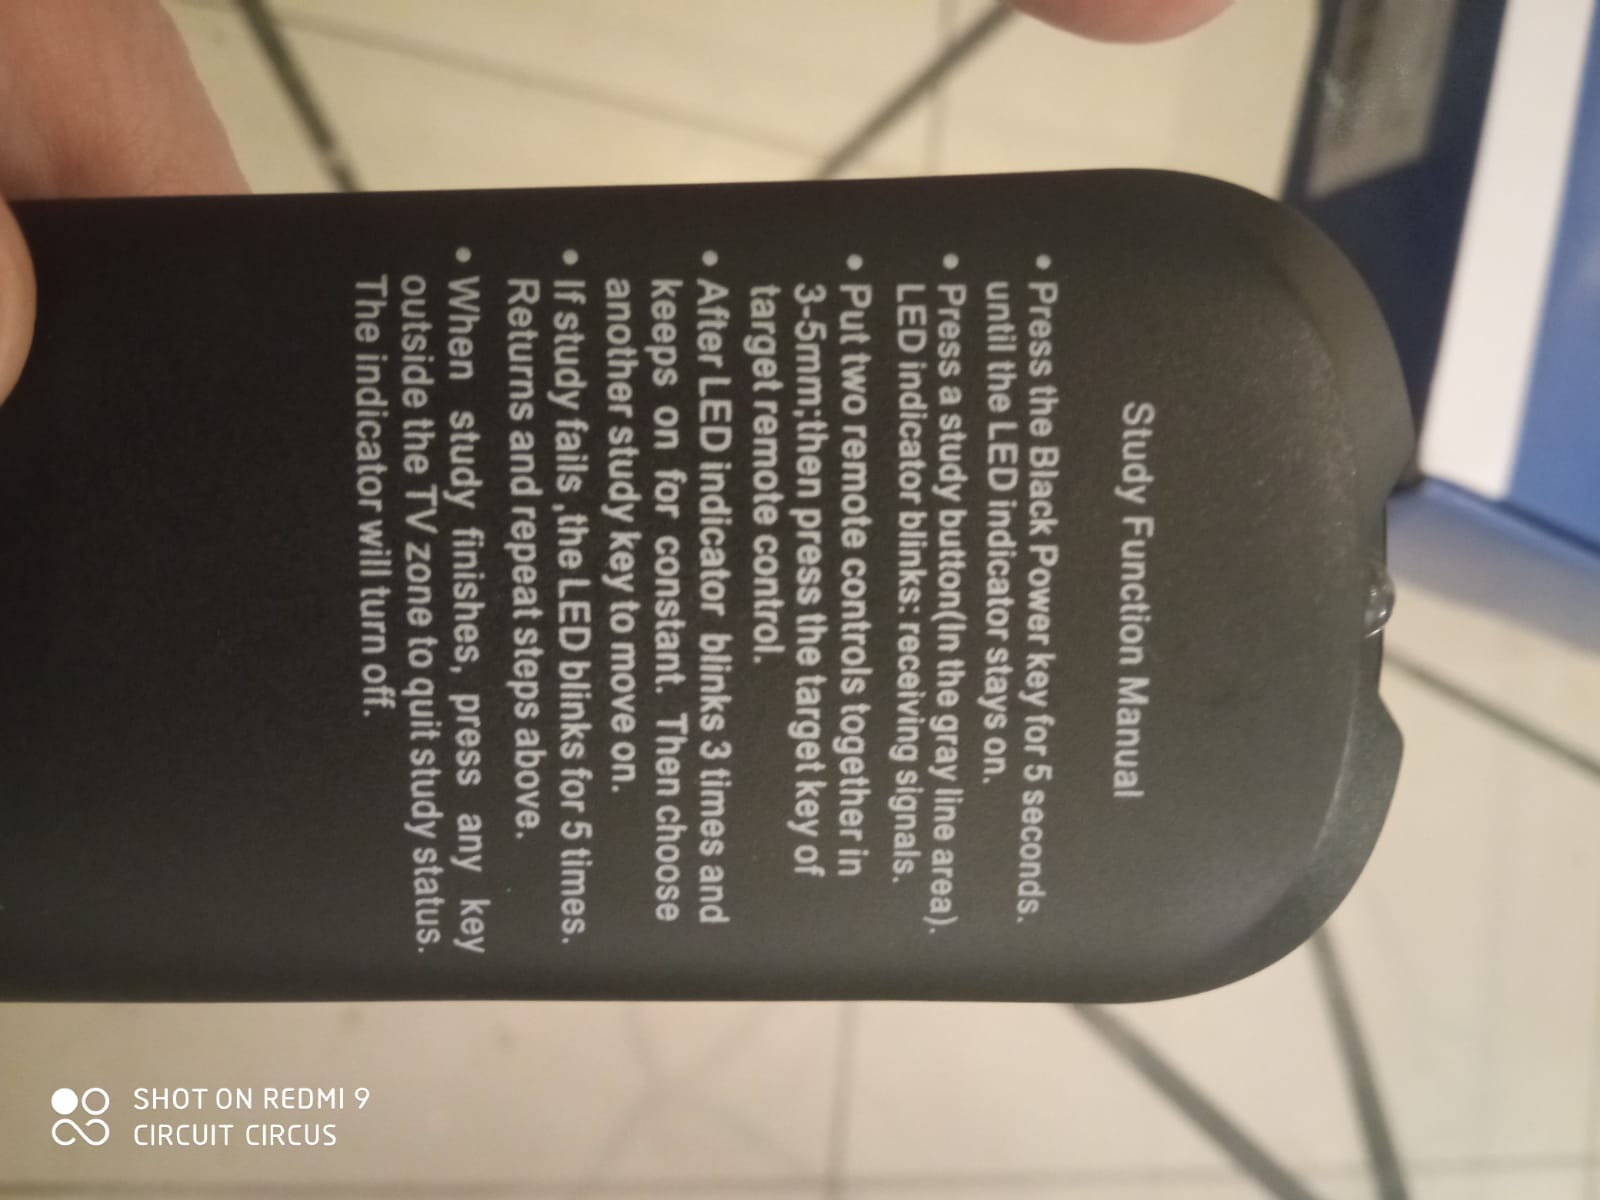 Study Function Manual
• Press the Black Power key for 5 seconds.
until the LED indicator stays on.
• Press a study button(In the gray line area).
LED indicator blinks: receiving signals.
• Put two remote controls together in
3-5mm;then press the target key of
target remote control.
• After LED indicator blinks 3 times and
keeps on for constant. Then choose
another study key to move on.
• If study fails ,the LED blinks for 5 times.
Returns and repeat steps above.
• When study finishes, press any key
outside the TV zone to quit study status.
The indicator will turn off.
SHOT ON REDMI 9
CIRCUIT CIRCUS